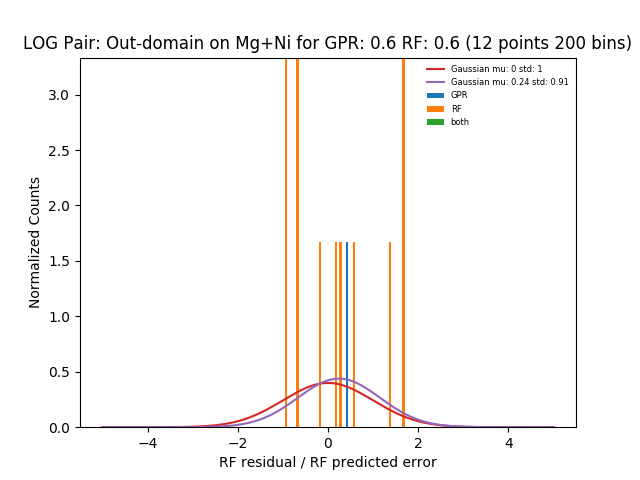 LOG Pair: Out-domain on Mg+Ni for GPR: 0.6 RF: 0.6 (12 points 200 bins)
Gaussian mu: 0 std: 1
Gaussian mu: 0.24 std: 0.91
GPR
RF
both
3.0
2.5
2.0
1.5
1.0
0.5
0.0
Normalized Counts
−4 −2 0 2 4
RF residual / RF predicted error